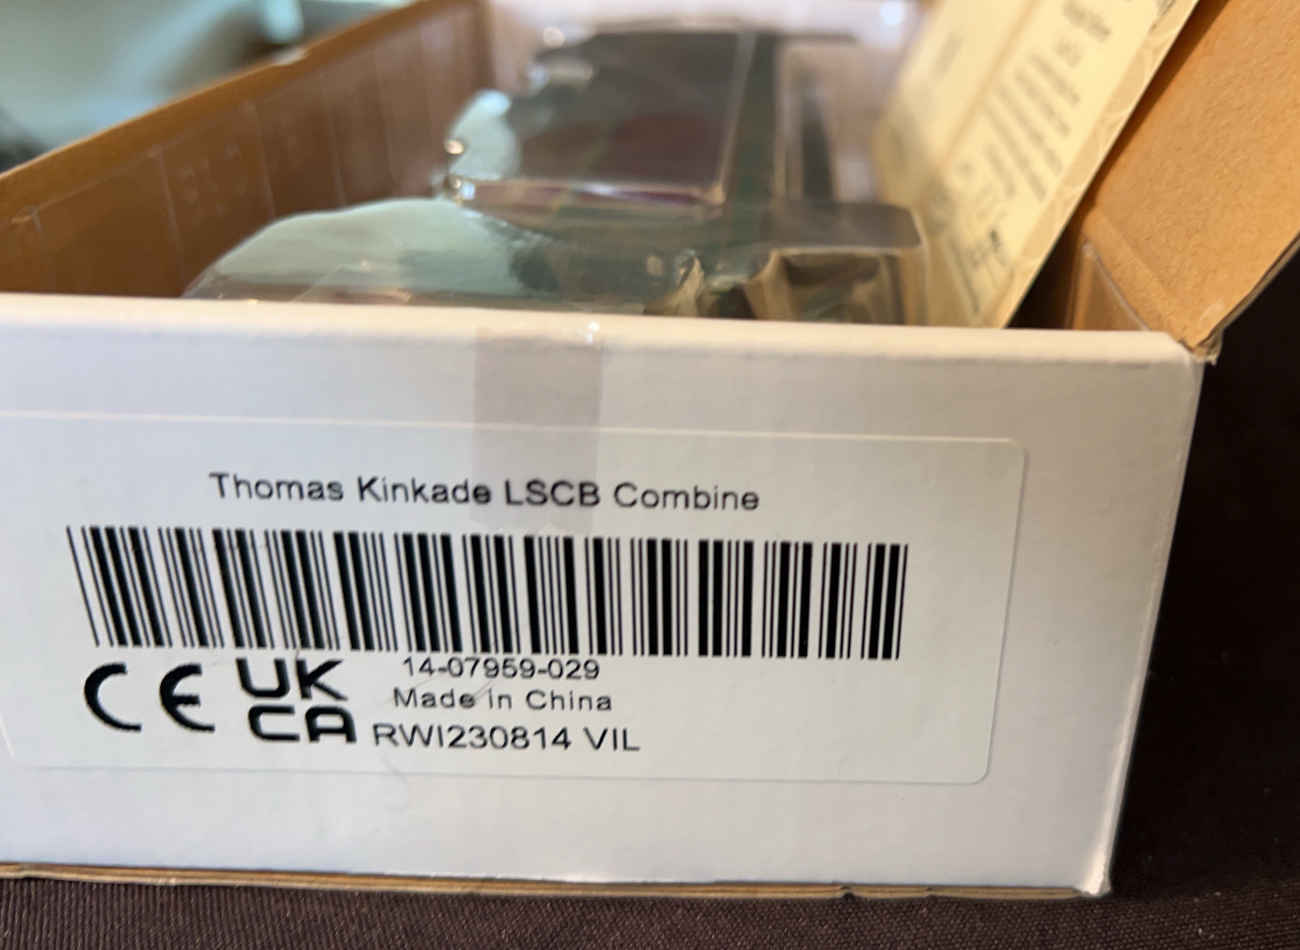 Thomas Kinkade LSCB Combine
CE UK
CA
14-07959-029
Made in China
RWI230814 VIL